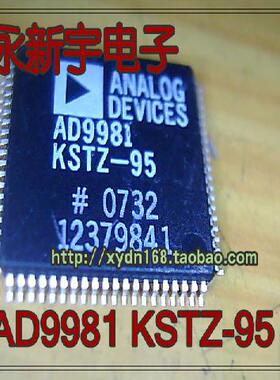 永新宇电子
ANALOG
DEVICES
AD9981
KSTZ-95
# 0732
12379841
http://xydn168.taobao.com
AD9981 KSTZ-95